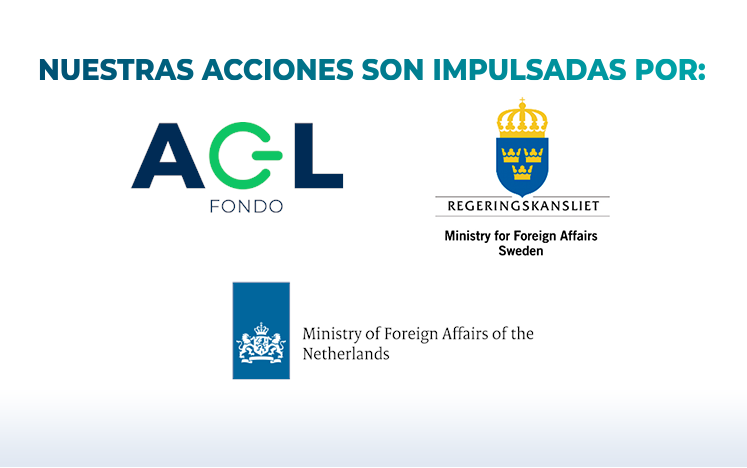 NUESTRAS ACCIONES SON IMPULSADAS POR:
AGL
FONDO
REGERINGSKANSLIET
Ministry for Foreign Affairs
Sweden
Ministry of Foreign Affairs of the
Netherlands